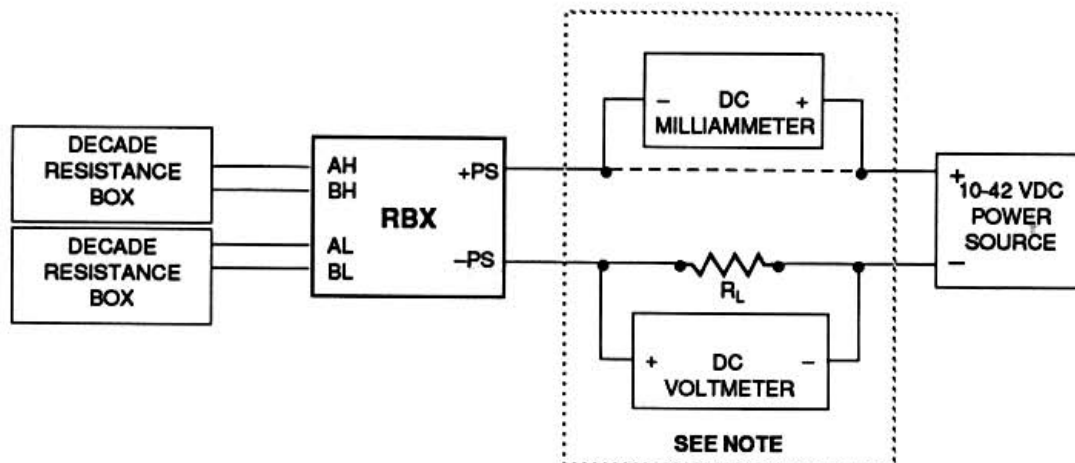 DECADE
RESISTANCE
BOX
DECADE
RESISTANCE
BOX
AH
BH
AL
BL
RBX
+PS
–PS
– DC +
MILLIAMMETER
R_L
+ DC –
VOLTMETER
SEE NOTE
+
10-42 VDC
POWER
SOURCE
–